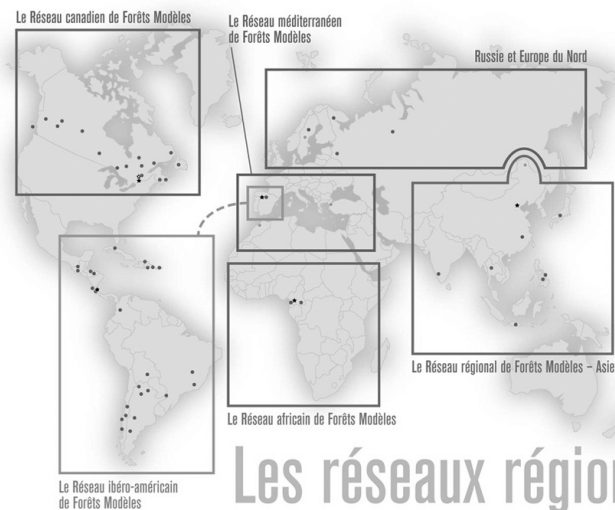 Le Réseau canadien de Forêts Modèles
Le Réseau méditerranéen
de Forêts Modèles
Russie et Europe du Nord
Le Réseau régional de Forêts Modèles – Asie
Le Réseau africain de Forêts Modèles
Le Réseau ibéro-américain
de Forêts Modèles
Les réseaux régio